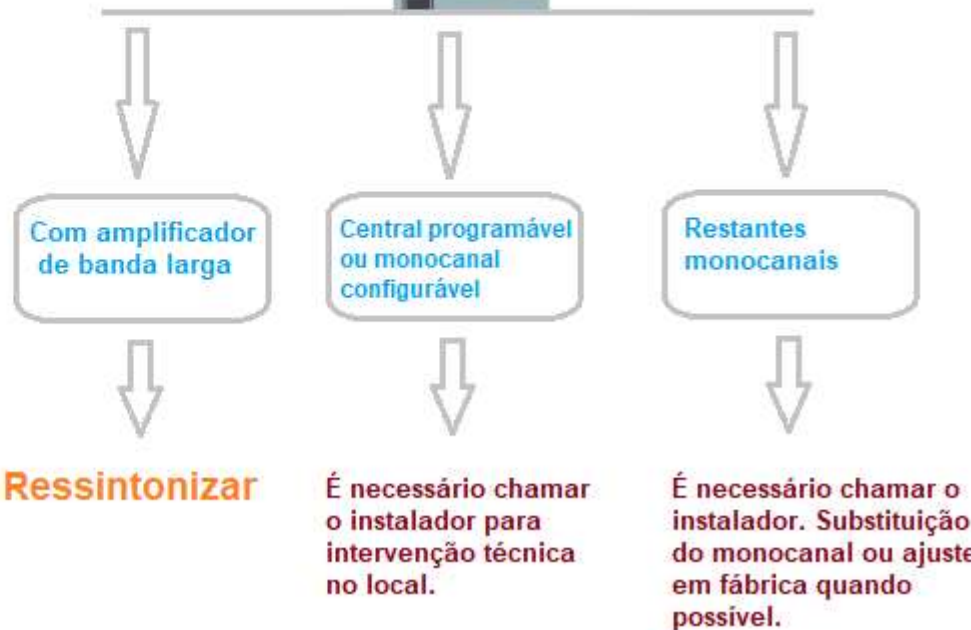 Com amplificador
de banda larga
Central programável
ou monocanal
configurável
Restantes
monocanais
Ressintonizar
É necessário chamar
o instalador para
intervenção técnica
no local.
É necessário chamar o
instalador. Substituição
do monocanal ou ajuste
em fábrica quando
possível.